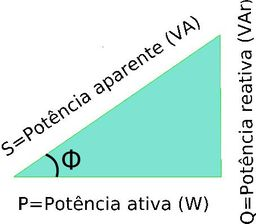 S=Potência aparente (VA)
Φ
P=Potência ativa (W)
Q=Potência reativa (VAr)